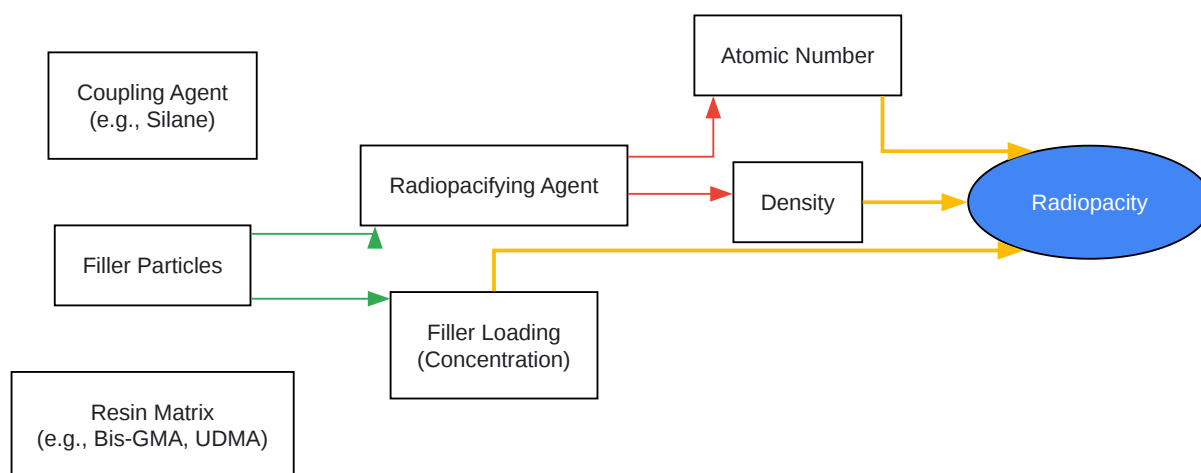 Coupling Agent
(e.g., Silane)
Filler Particles
Resin Matrix
(e.g., Bis-GMA, UDMA)
Radiopacifying Agent
Filler Loading
(Concentration)
Atomic Number
Density
Radiopacity